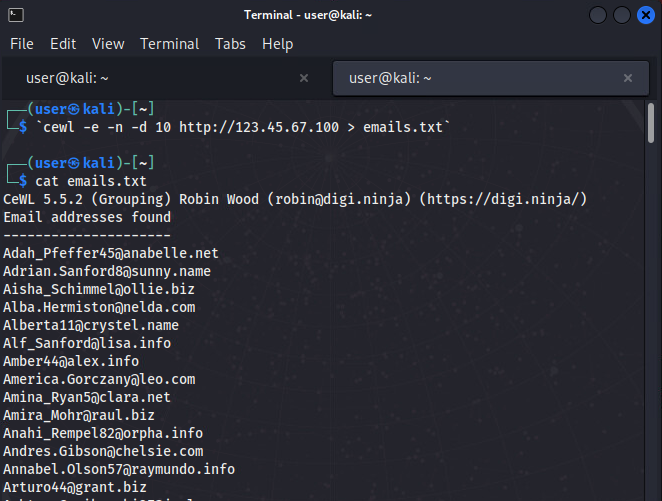 Terminal - user@kali: ~
File Edit View Terminal Tabs Help
user@kali: ~ × user@kali: ~ ×
┌──(user㉿kali)-[~]
└─$ `cewl -e -n -d 10 http://123.45.67.100 > emails.txt`
┌──(user㉿kali)-[~]
└─$ cat emails.txt
CeWL 5.5.2 (Grouping) Robin Wood (robin@digi.ninja) (https://digi.ninja/)
Email addresses found
---------------------
Adah_Pfeffer45@anabelle.net
Adrian.Sanford8@sunny.name
Aisha_Schimmel@ollie.biz
Alba.Hermiston@nelda.com
Alberta11@crystel.name
Alf_Sanford@lisa.info
Amber44@alex.info
America.Gorczany@leo.com
Amina_Ryan5@clara.net
Amira_Mohr@raul.biz
Anahi_Rempel82@orpha.info
Andres.Gibson@chelsie.com
Annabel.Olson57@raymundo.info
Arturo44@grant.biz